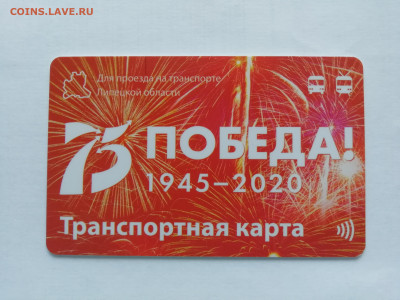 COINS.LAVE.RU
Для проезда на транспорте
Липецкой области
75 ПОБЕДА!
1945–2020
Транспортная карта